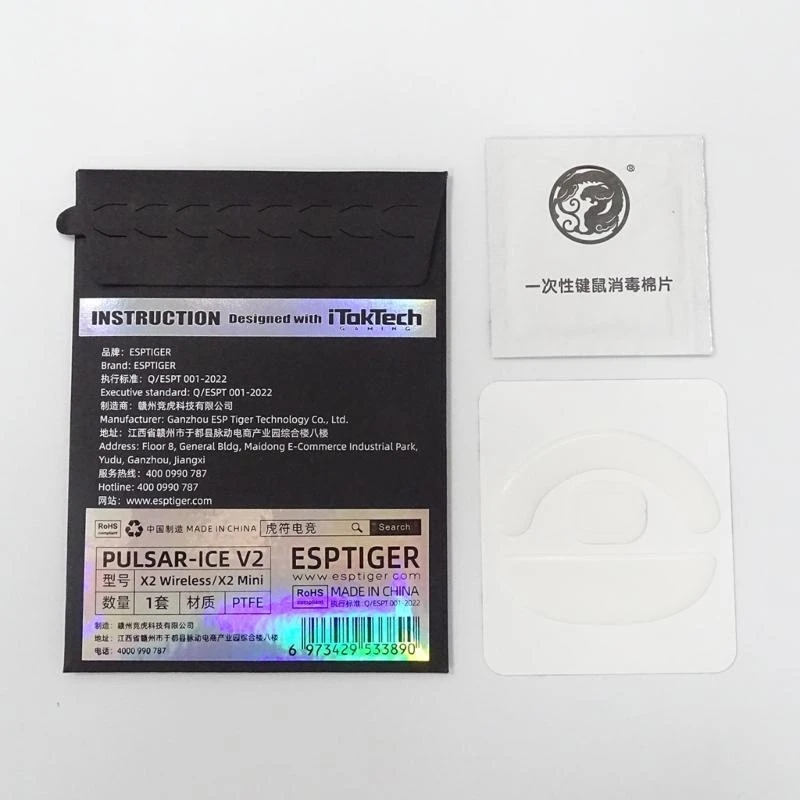 INSTRUCTION Designed with iTokTech
GAMING
品牌：ESPTIGER
Brand: ESPTIGER
执行标准：Q/ESPT 001-2022
Executive standard: Q/ESPT 001-2022
制造商：赣州竞虎科技有限公司
Manufacturer: Ganzhou ESP Tiger Technology Co., Ltd.
地址：江西省赣州市于都县脉动电商产业园综合楼八楼
Address: Floor 8, General Bldg, Maidong E-Commerce Industrial Park,
Yudu, Ganzhou, Jiangxi
服务热线：400 0990 787
Hotline: 400 0990 787
网站：www.esptiger.com
RoHS
compliant
中国制造 MADE IN CHINA
虎符电竞
Search
PULSAR-ICE V2
型号 X2 Wireless/X2 Mini
数量 1套 材质 PTFE
ESPTIGER
www.esptiger.com
RoHS
compliant
MADE IN CHINA
执行标准：Q/ESPT 001-2022
制造：赣州竞虎科技有限公司
地址：江西省赣州市于都县脉动电商产业园综合楼八楼
电话：4000 990 787
6 973429 533890
®
一次性键鼠消毒棉片